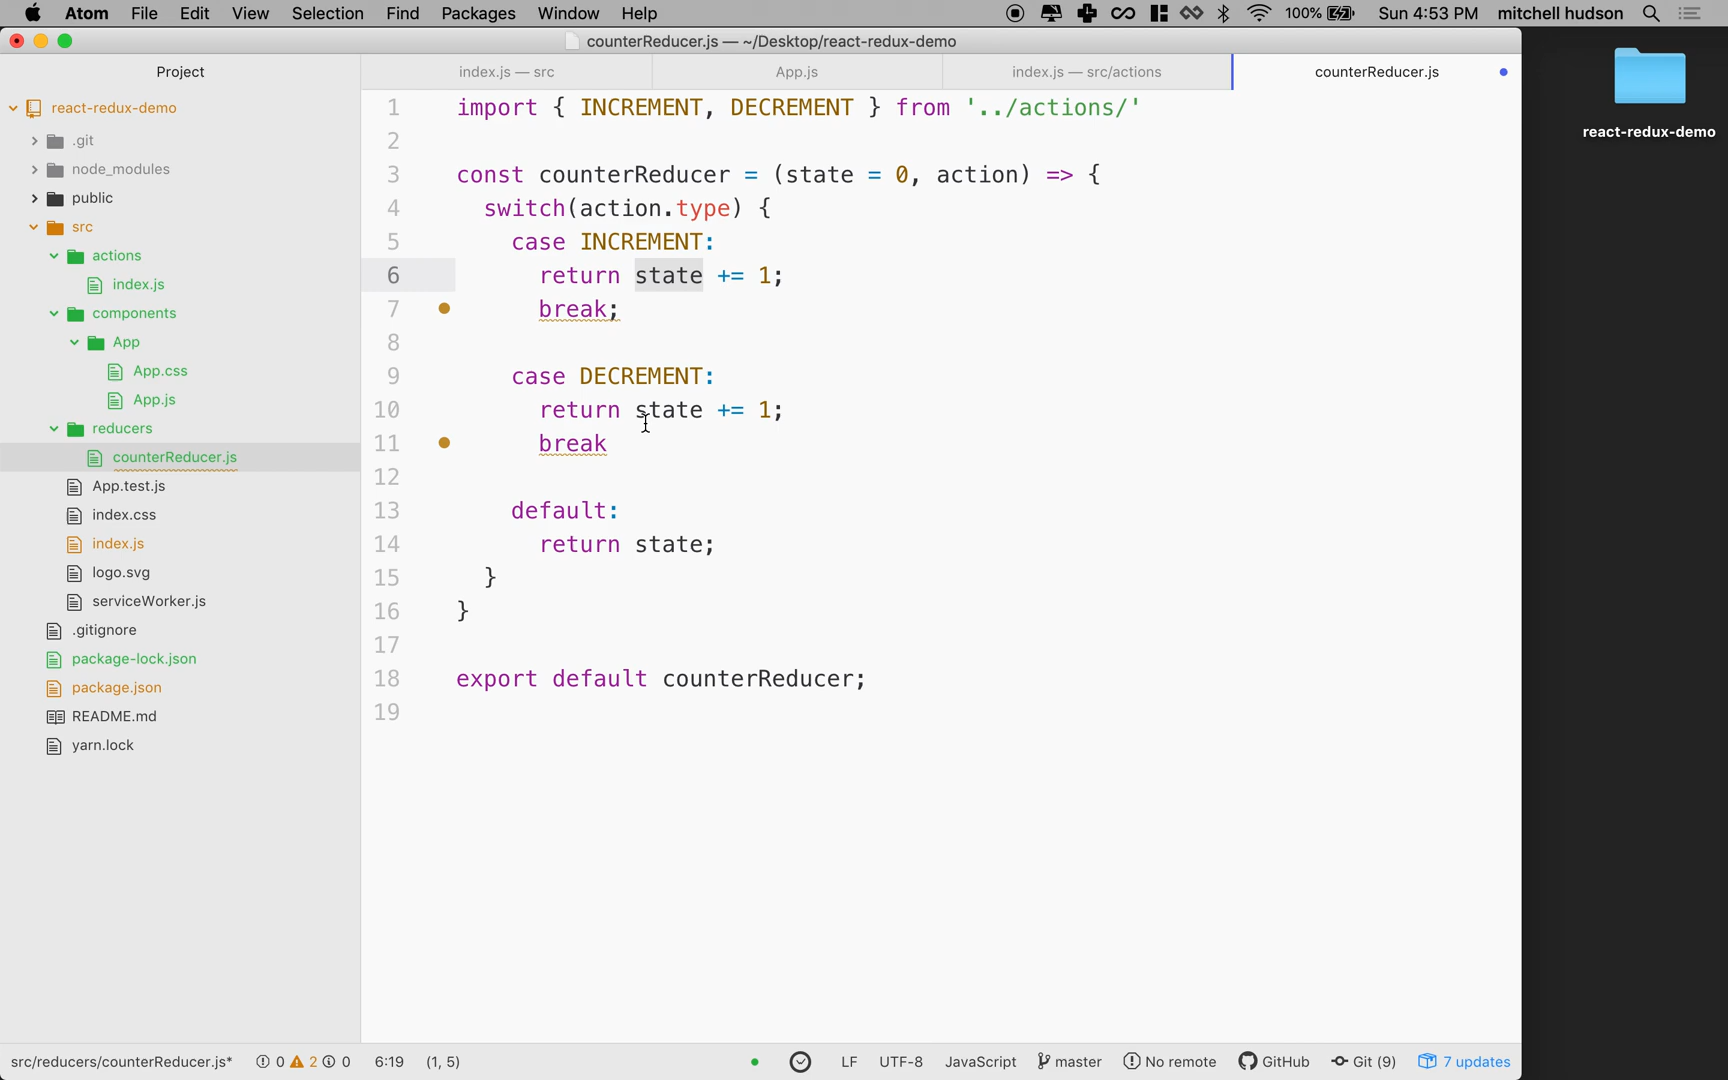 Atom File Edit View Selection Find Packages Window Help 100% Sun 4:53 PM mitchell hudson
counterReducer.js — ~/Desktop/react-redux-demo
Project
index.js — src
App.js
index.js — src/actions
counterReducer.js
react-redux-demo
.git
node_modules
public
src
actions
index.js
components
App
App.css
App.js
reducers
counterReducer.js
App.test.js
index.css
index.js
logo.svg
serviceWorker.js
.gitignore
package-lock.json
package.json
README.md
yarn.lock
1 import { INCREMENT, DECREMENT } from '../actions/'
2
3 const counterReducer = (state = 0, action) => {
4 switch(action.type) {
5 case INCREMENT:
6 return state += 1;
7 break;
8
9 case DECREMENT:
10 return state += 1;
11 break
12
13 default:
14 return state;
15 }
16 }
17
18 export default counterReducer;
19
react-redux-demo
src/reducers/counterReducer.js* 0 2 0 6:19 (1, 5) LF UTF-8 JavaScript master No remote GitHub Git (9) 7 updates